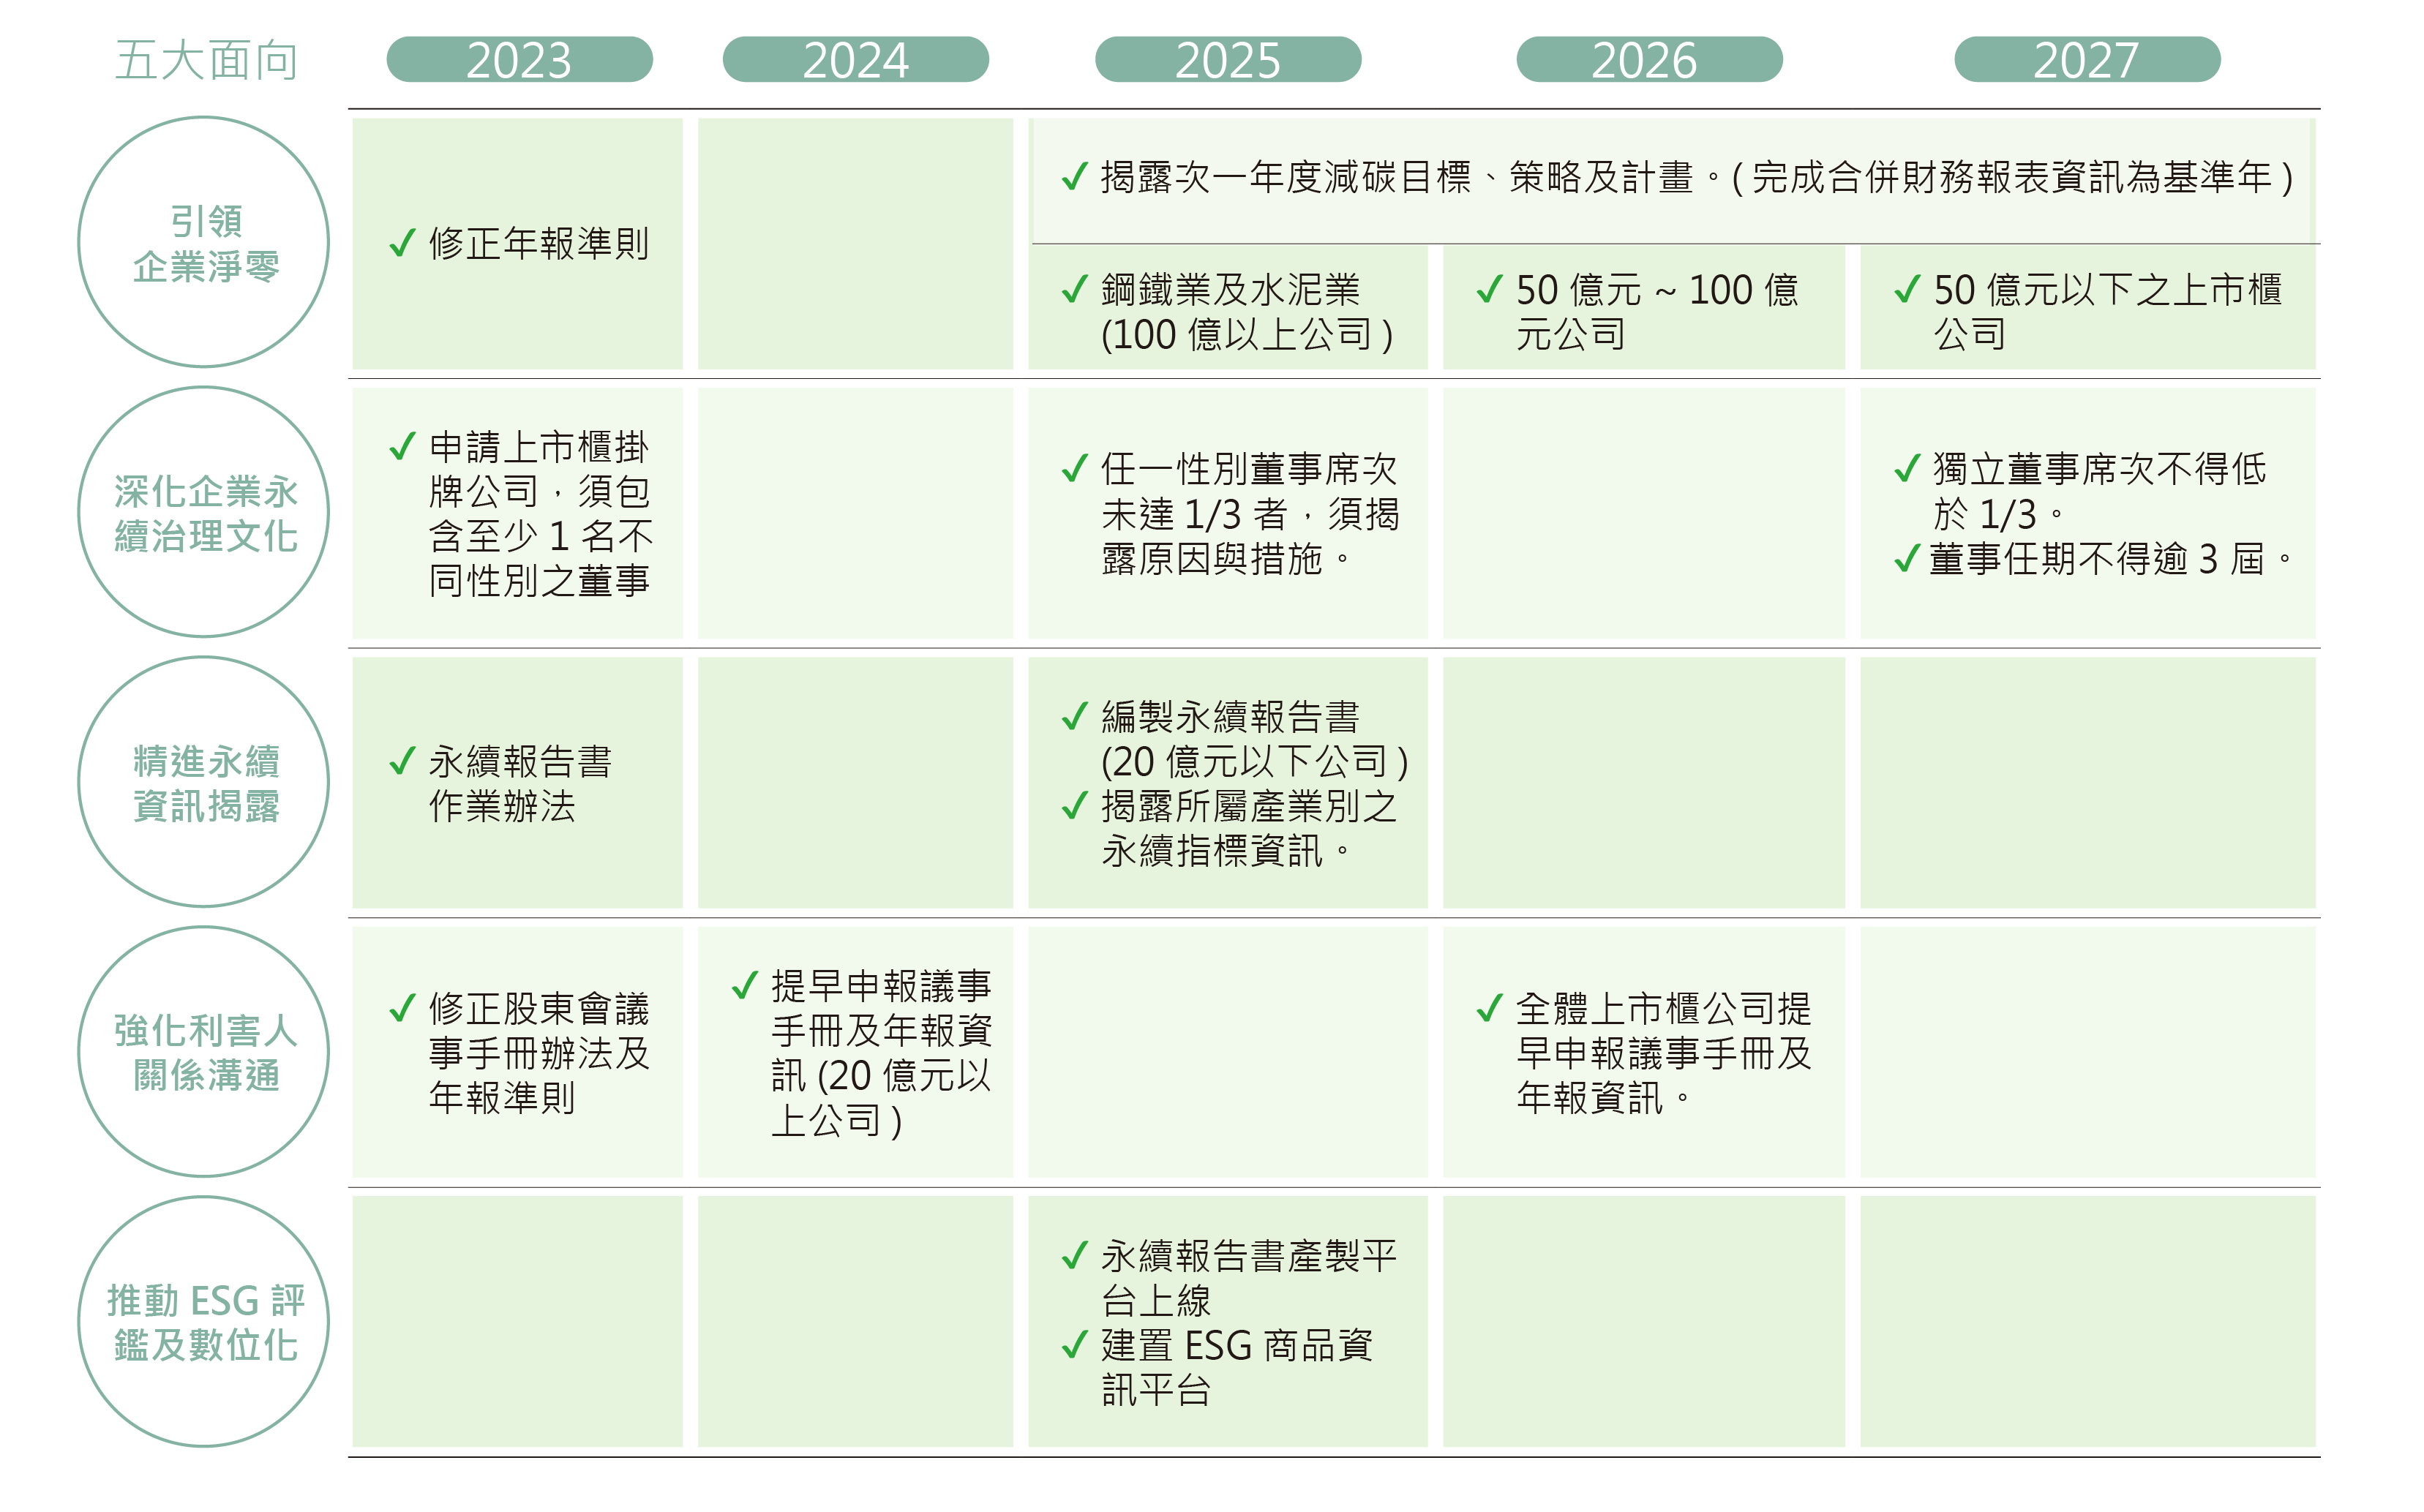 五大面向
2023
2024
2025
2026
2027
引領
企業淨零
✓ 修正年報準則
✓ 揭露次一年度減碳目標、策略及計畫。( 完成合併財務報表資訊為基準年 )
✓ 鋼鐵業及水泥業
(100 億以上公司 )
✓ 50 億元 ~ 100 億
元公司
✓ 50 億元以下之上市櫃
公司
深化企業永
續治理文化
✓ 申請上市櫃掛
牌公司，須包
含至少 1 名不
同性別之董事
✓ 任一性別董事席次
未達 1/3 者，須揭
露原因與措施。
✓ 獨立董事席次不得低
於 1/3。
✓ 董事任期不得逾 3 屆。
精進永續
資訊揭露
✓ 永續報告書
作業辦法
✓ 編製永續報告書
(20 億元以下公司 )
✓ 揭露所屬產業別之
永續指標資訊。
強化利害人
關係溝通
✓ 修正股東會議
事手冊辦法及
年報準則
✓ 提早申報議事
手冊及年報資
訊 (20 億元以
上公司 )
✓ 全體上市櫃公司提
早申報議事手冊及
年報資訊。
推動 ESG 評
鑑及數位化
✓ 永續報告書產製平
台上線
✓ 建置 ESG 商品資
訊平台